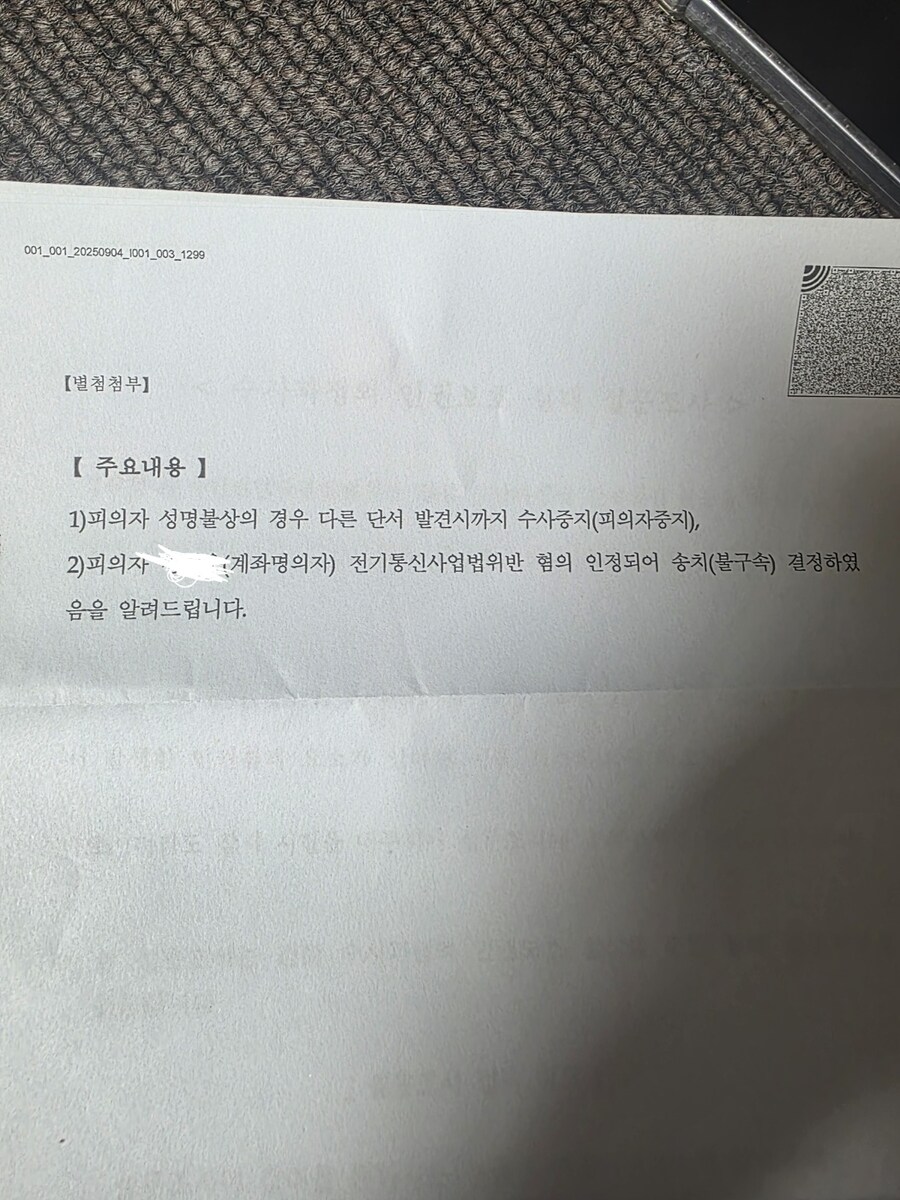 001_001_20250904_I001_003_1299
【별첨첨부】
【 주요내용 】
1)피의자 성명불상의 경우 다른 단서 발견시까지 수사중지(피의자중지),
2)피의자 (계좌명의자) 전기통신사업법위반 혐의 인정되어 송치(불구속) 결정하였
음을 알려드립니다.